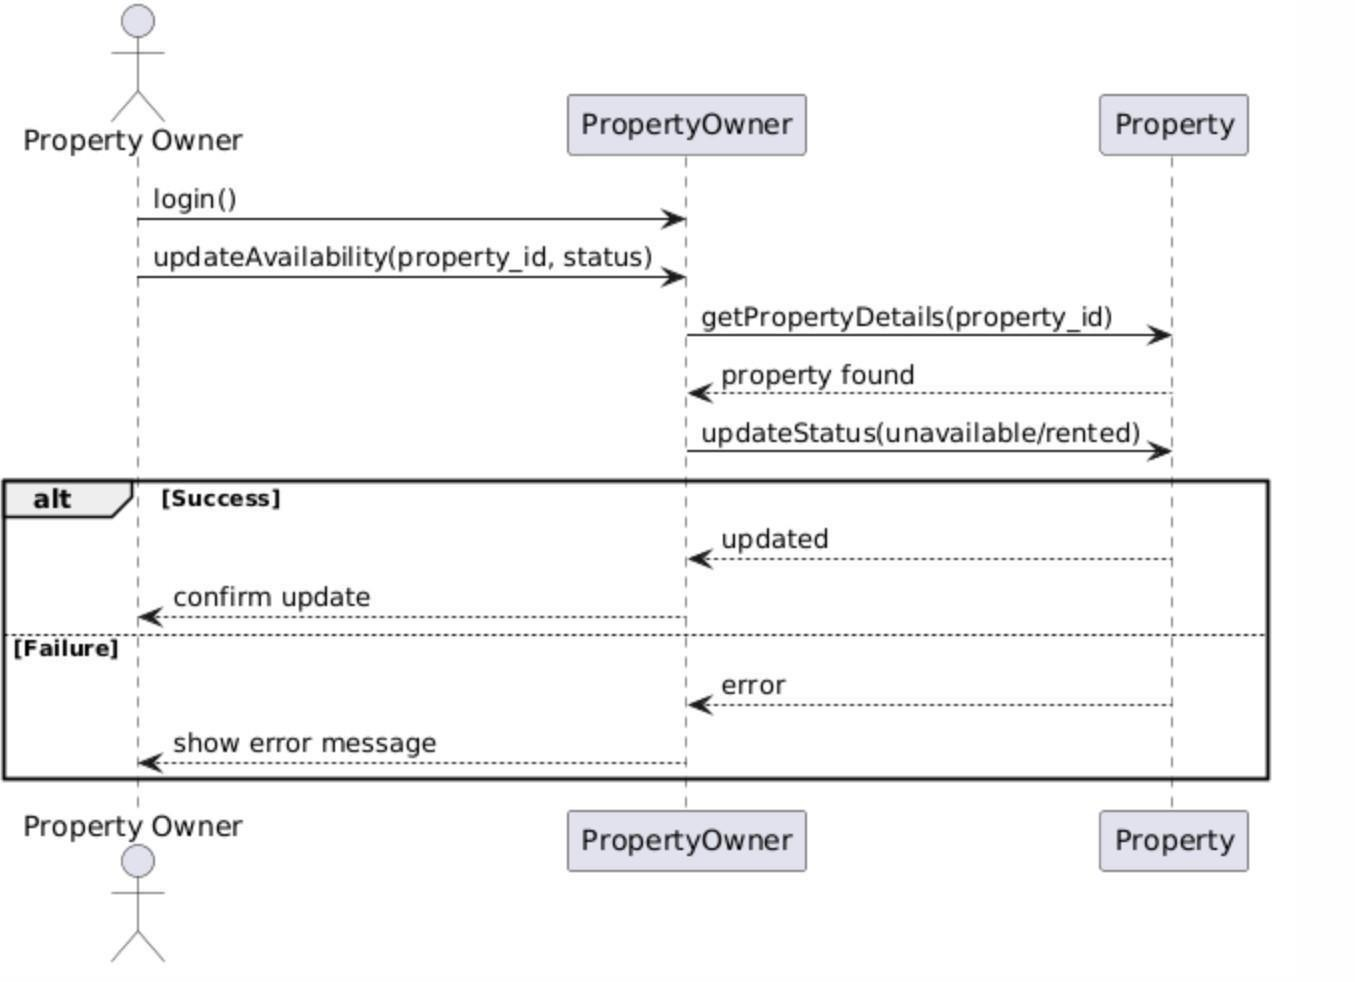 Property Owner
PropertyOwner
Property
login()
updateAvailability(property_id, status)
getPropertyDetails(property_id)
property found
updateStatus(unavailable/rented)
alt
[Success]
updated
confirm update
[Failure]
error
show error message
Property Owner
PropertyOwner
Property